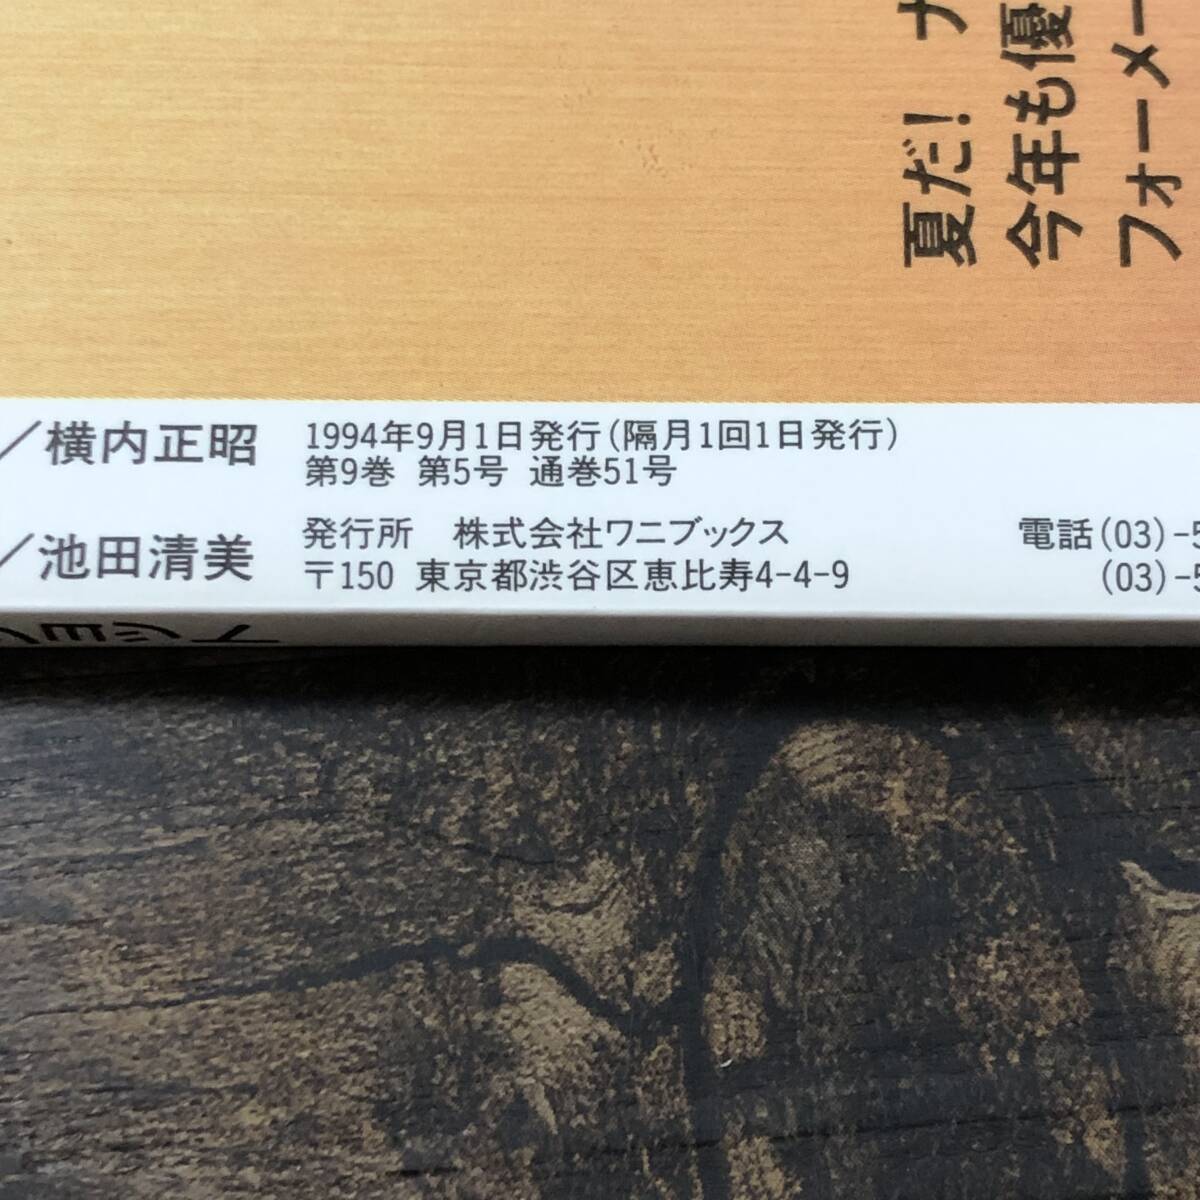 夏だ!
今年も優
フォーメー
／横内正昭
1994年9月1日発行(隔月1回1日発行)
第9巻 第5号 通巻51号
／池田清美
発行所 株式会社ワニブックス
〒150 東京都渋谷区恵比寿4-4-9
電話(03)-5
(03)-5
ョット